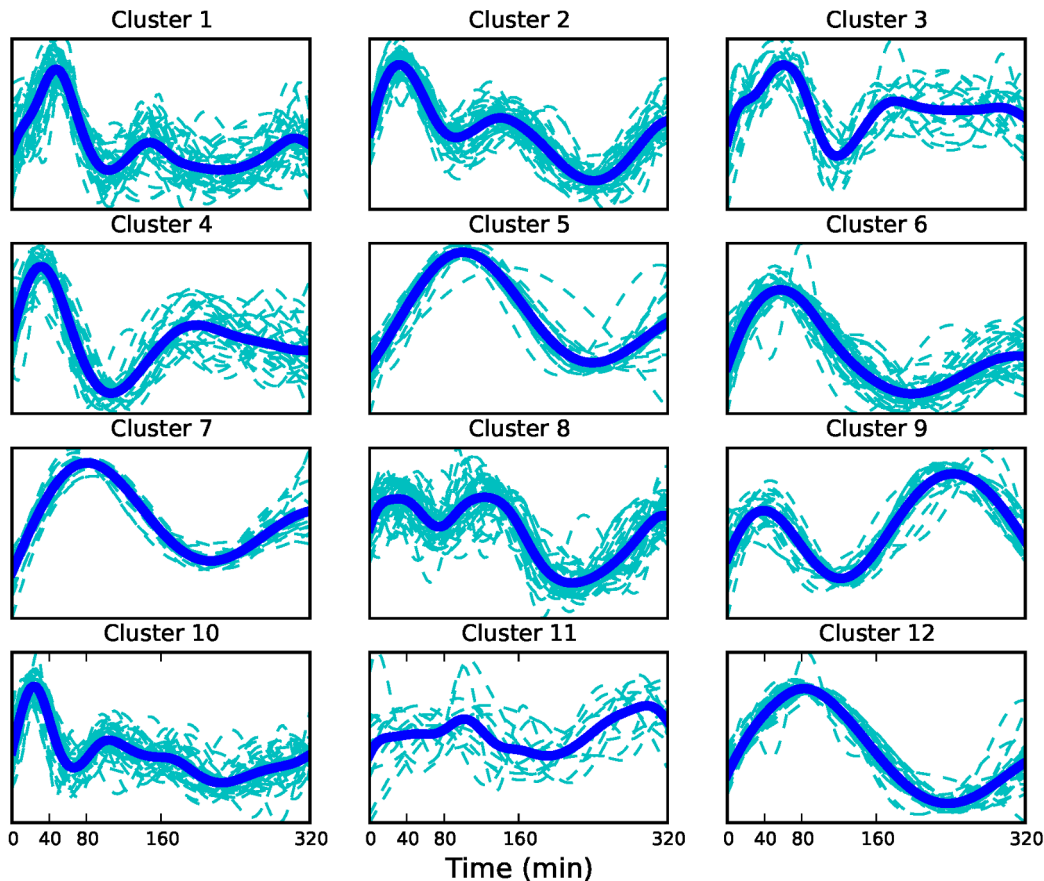 Cluster 1 Cluster 2 Cluster 3
Cluster 4 Cluster 5 Cluster 6
Cluster 7 Cluster 8 Cluster 9
Cluster 10 Cluster 11 Cluster 12
0 40 80 160 320 0 40 80 160 320 0 40 80 160 320
Time (min)